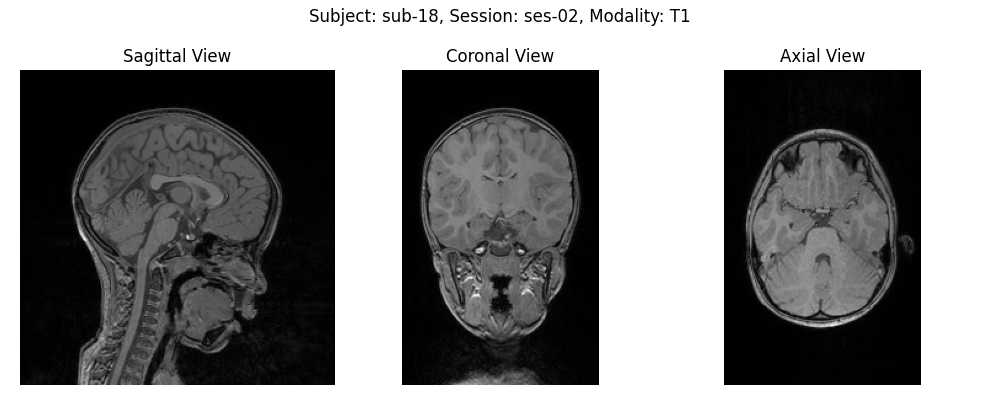 Subject: sub-18, Session: ses-02, Modality: T1
Sagittal View
Coronal View
Axial View